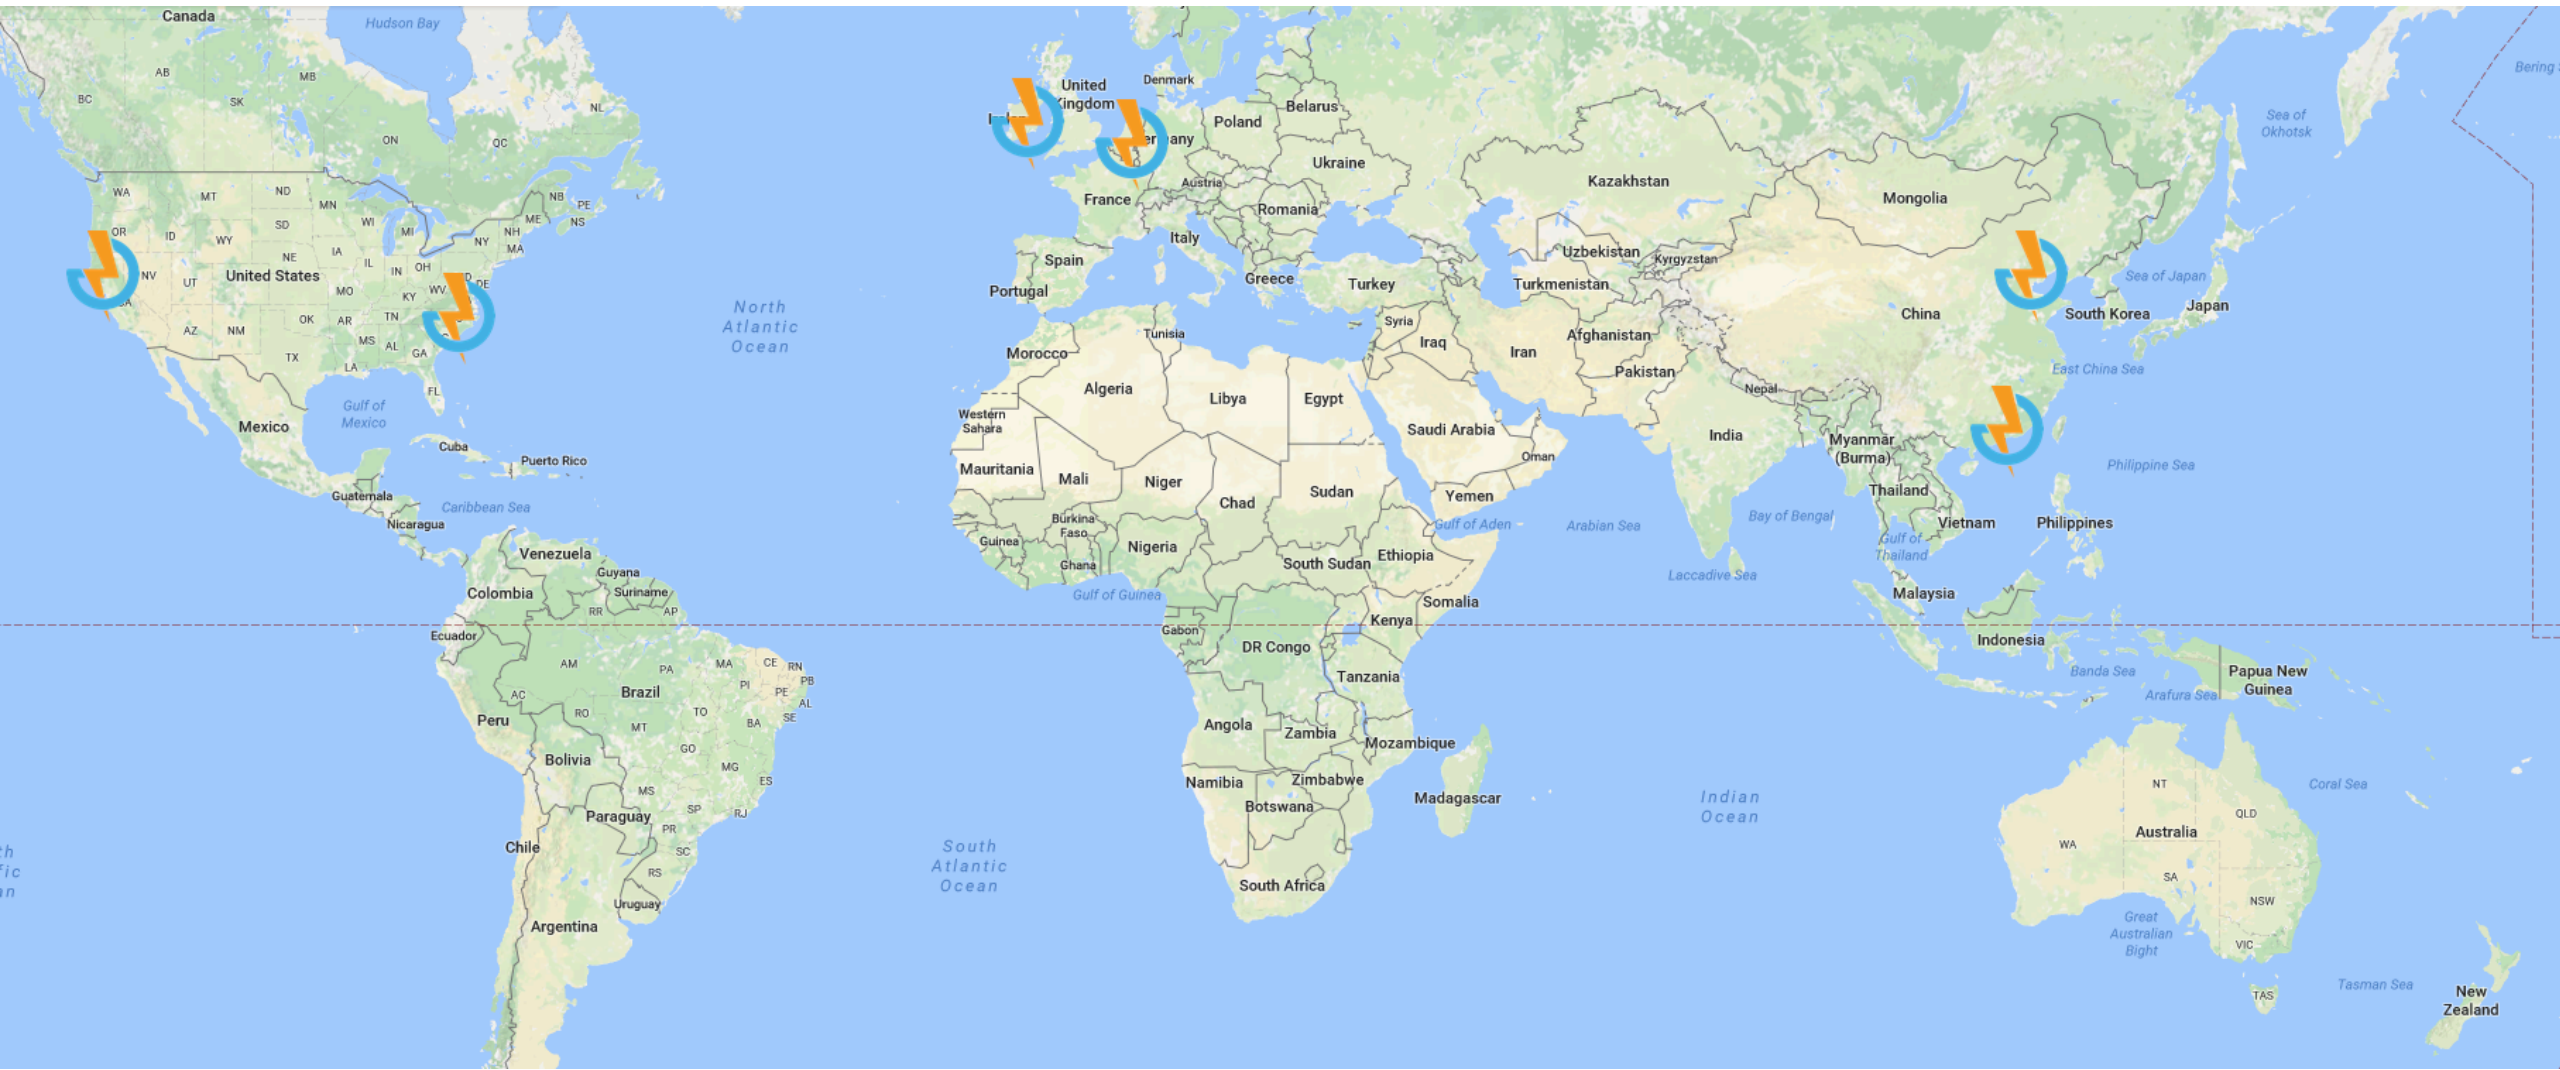 Canada
Hudson Bay
AB
MB
BC
SK
NL
ON
QC
WA
MT
ND
MN
NB
PE
NS
ME
OR
ID
WY
SD
WI
MI
NY
NH
MA
NV
UT
NE
IA
IL
IN
OH
DE
United States
MO
KY
WV
AZ
NM
OK
AR
TN
MS
AL
GA
TX
LA
FL
Gulf of
Mexico
Mexico
Cuba
Puerto Rico
Guatemala
Caribbean Sea
Nicaragua
North
Atlantic
Ocean
Venezuela
Guyana
Suriname
Colombia
RR
AP
Ecuador
AM
PA
MA
CE
RN
PB
PI
PE
AL
SE
AC
Brazil
RO
TO
BA
MT
Peru
GO
Bolivia
MG
ES
MS
SP
RJ
Paraguay
PR
SC
Chile
RS
Uruguay
Argentina
South
Atlantic
Ocean
United
Kingdom
Denmark
Poland
Belarus
Ukraine
Austria
France
Romania
Italy
Spain
Portugal
Greece
Turkey
Kazakhstan
Mongolia
Uzbekistan
Kyrgyzstan
Turkmenistan
China
South Korea
Sea of Japan
Japan
Sea of
Okhotsk
Bering
Tunisia
Syria
Morocco
Iraq
Iran
Afghanistan
Pakistan
Algeria
Libya
Egypt
Nepal
East China Sea
Western
Sahara
Saudi Arabia
India
Myanmar
(Burma)
Oman
Philippine Sea
Mauritania
Mali
Niger
Chad
Sudan
Yemen
Thailand
Burkina
Faso
Gulf of Aden
Arabian Sea
Bay of Bengal
Vietnam
Philippines
Guinea
Nigeria
Ethiopia
Gulf of
Thailand
Ghana
South Sudan
Laccadive Sea
Gulf of Guinea
Somalia
Malaysia
Gabon
Kenya
DR Congo
Indonesia
Tanzania
Banda Sea
Papua New
Guinea
Arafura Sea
Angola
Zambia
Mozambique
Namibia
Zimbabwe
Botswana
Madagascar
Indian
Ocean
South Africa
NT
Coral Sea
QLD
Australia
WA
SA
NSW
Great
Australian
Bight
VIC
TAS
Tasman Sea
New
Zealand